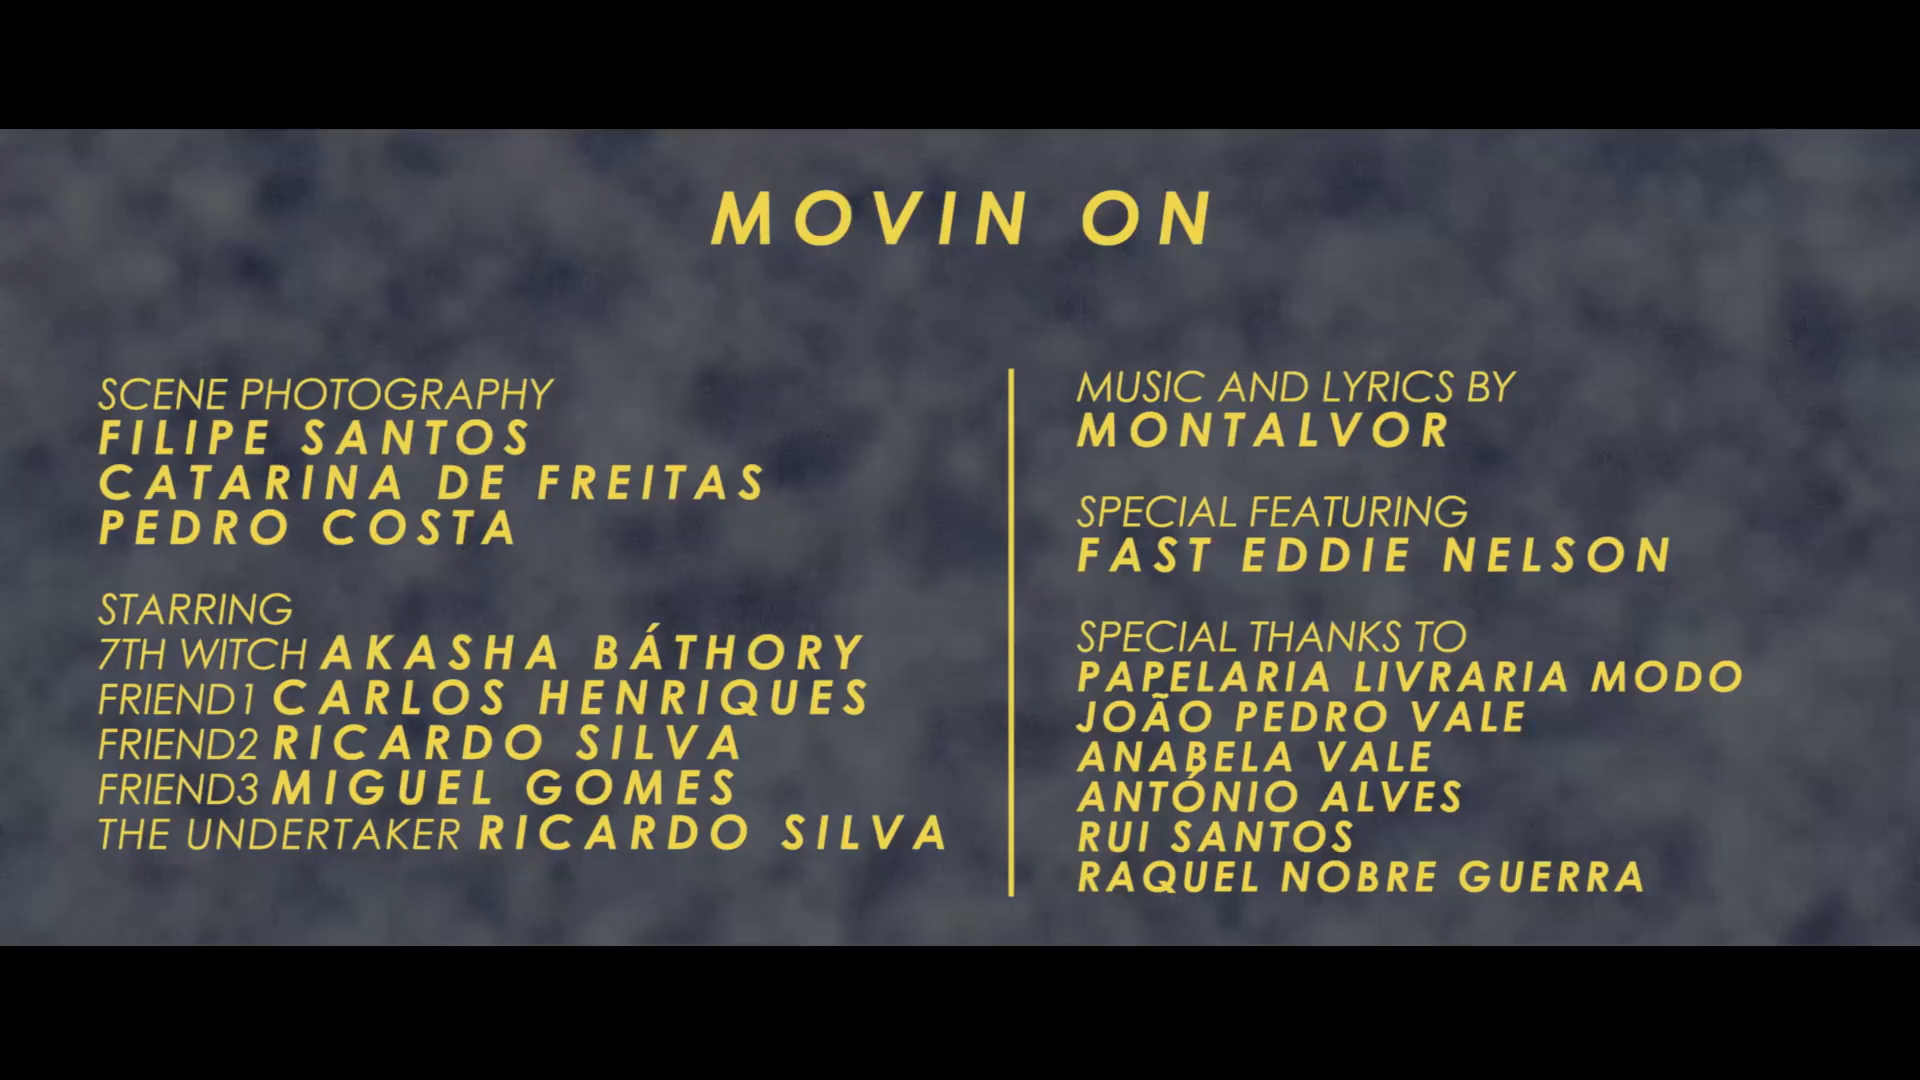 MOVIN ON
SCENE PHOTOGRAPHY
FILIPE SANTOS
CATARINA DE FREITAS
PEDRO COSTA
STARRING
7TH WITCH AKASHA BÁTHORY
FRIEND1 CARLOS HENRIQUES
FRIEND2 RICARDO SILVA
FRIEND3 MIGUEL GOMES
THE UNDERTAKER RICARDO SILVA
MUSIC AND LYRICS BY
MONTALVOR
SPECIAL FEATURING
FAST EDDIE NELSON
SPECIAL THANKS TO
PAPELARIA LIVRARIA MODO
JOÃO PEDRO VALE
ANABELA VALE
ANTÓNIO ALVES
RUI SANTOS
RAQUEL NOBRE GUERRA